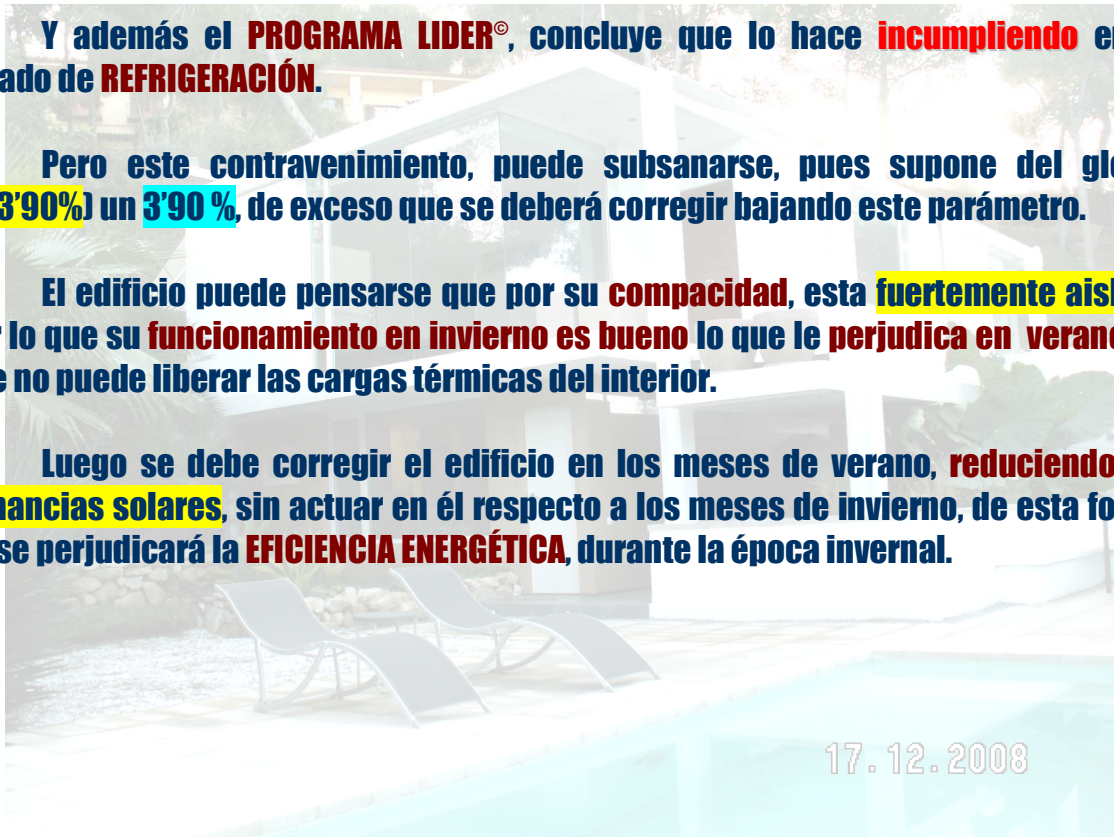 Y además el PROGRAMA LIDER©, concluye que lo hace incumpliendo en
ado de REFRIGERACIÓN.
Pero este contravenimiento, puede subsanarse, pues supone del glo
3’90%) un 3’90 %, de exceso que se deberá corregir bajando este parámetro.
El edificio puede pensarse que por su compacidad, esta fuertemente aisl
r lo que su funcionamiento en invierno es bueno lo que le perjudica en verano
e no puede liberar las cargas térmicas del interior.
Luego se debe corregir el edificio en los meses de verano, reduciendo
nancias solares, sin actuar en él respecto a los meses de invierno, de esta fo
se perjudicará la EFICIENCIA ENERGÉTICA, durante la época invernal.
17.12.2008